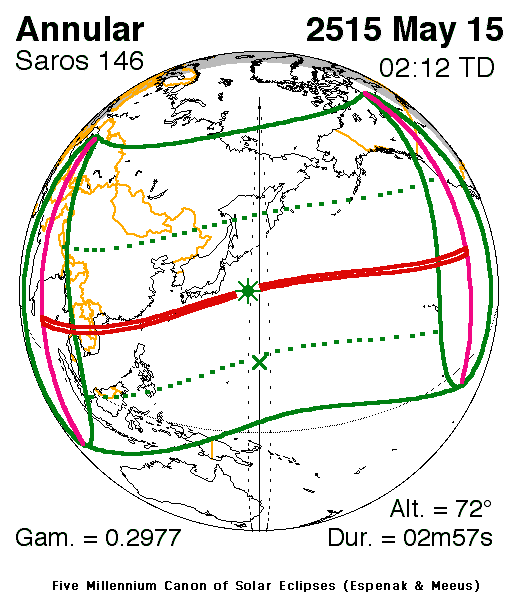 Annular 2515 May 15
Saros 146 02:12 TD
Alt. = 72°
Gam. = 0.2977 Dur. = 02m57s
Five Millennium Canon of Solar Eclipses (Espenak & Meeus)